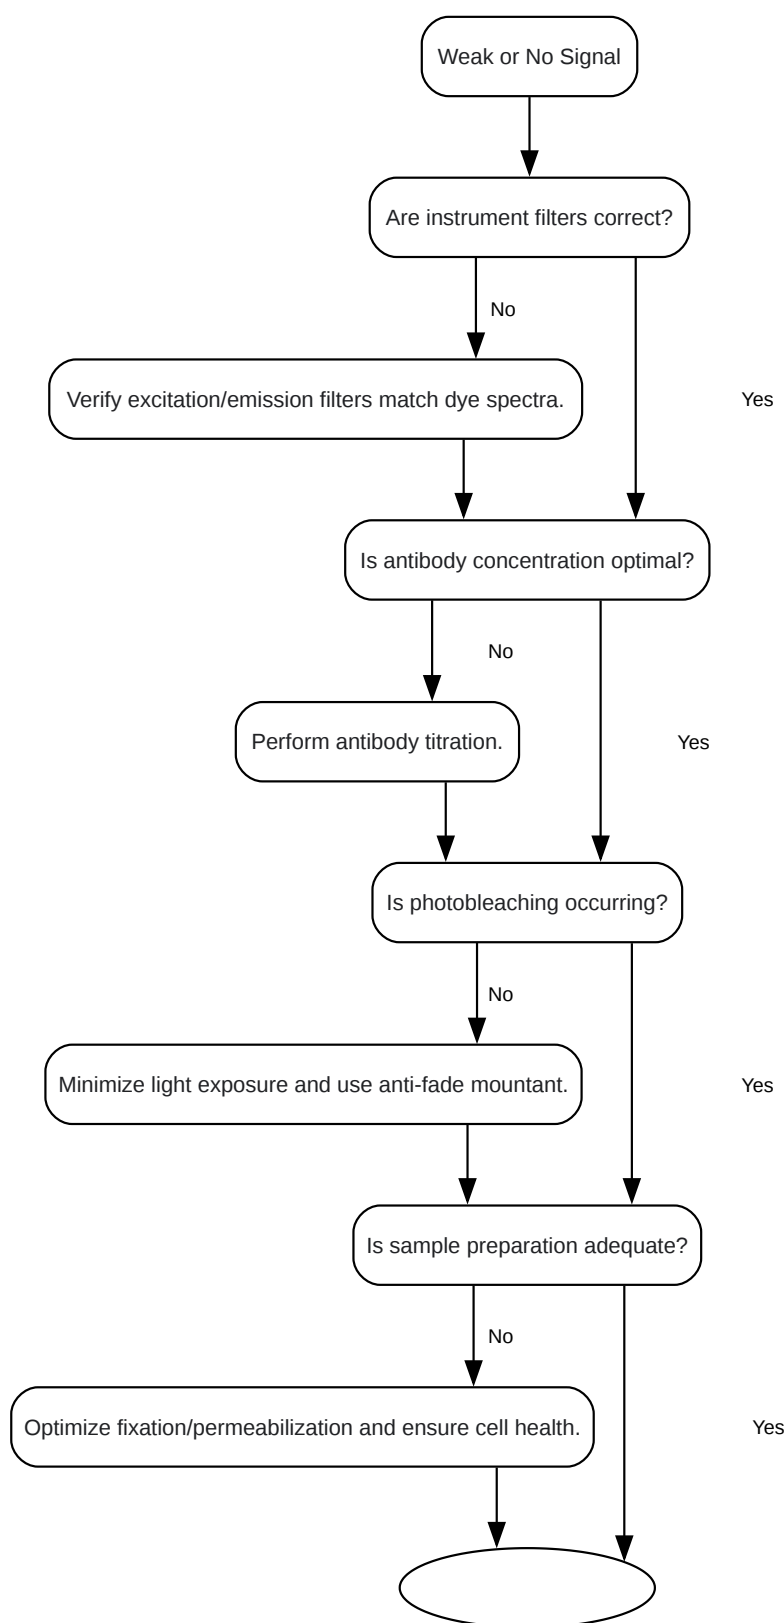 Weak or No Signal
Are instrument filters correct?
No
Verify excitation/emission filters match dye spectra.
Yes
Is antibody concentration optimal?
No
Perform antibody titration.
Yes
Is photobleaching occurring?
No
Minimize light exposure and use anti-fade mountant.
Yes
Is sample preparation adequate?
No
Optimize fixation/permeabilization and ensure cell health.
Yes